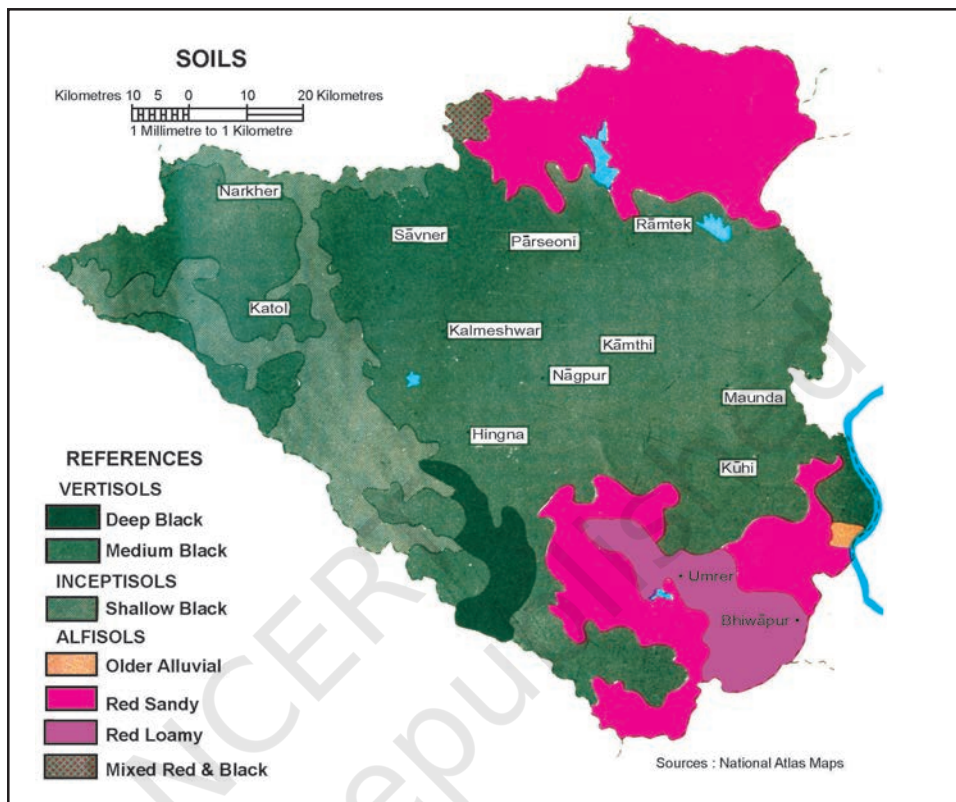 SOILS
Kilometres 10 5 0 10 20 Kilometres
1 Millimetre to 1 Kilometre
Narkher
Sāvner
Pārseoni
Rāmtek
Katol
Kalmeshwar
Kāmthi
Nāgpur
Maunda
Hingna
Kūhi
Umrer
Bhiwāpur
REFERENCES
VERTISOLS
Deep Black
Medium Black
INCEPTISOLS
Shallow Black
ALFISOLS
Older Alluvial
Red Sandy
Red Loamy
Mixed Red & Black
Sources : National Atlas Maps